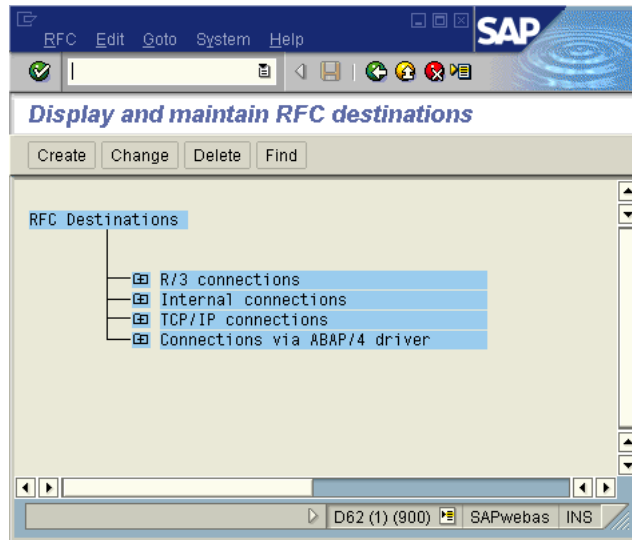 RFC Edit Goto System Help
SAP
Display and maintain RFC destinations
Create Change Delete Find
RFC Destinations
R/3 connections
Internal connections
TCP/IP connections
Connections via ABAP/4 driver
D62 (1) (900) SAPwebas INS